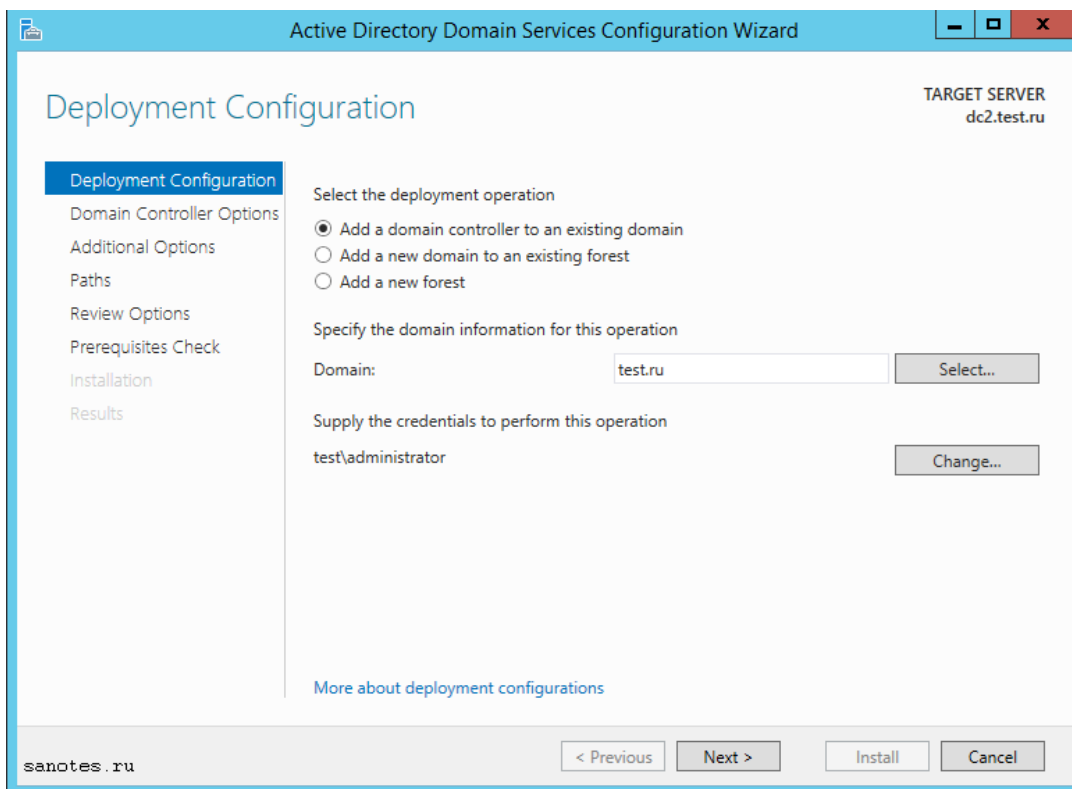 Active Directory Domain Services Configuration Wizard
Deployment Configuration
TARGET SERVER
dc2.test.ru
Deployment Configuration
Domain Controller Options
Additional Options
Paths
Review Options
Prerequisites Check
Installation
Results
Select the deployment operation
Add a domain controller to an existing domain
Add a new domain to an existing forest
Add a new forest
Specify the domain information for this operation
Domain: test.ru Select...
Supply the credentials to perform this operation
test\administrator Change...
More about deployment configurations
< Previous Next > Install Cancel
sanotes.ru